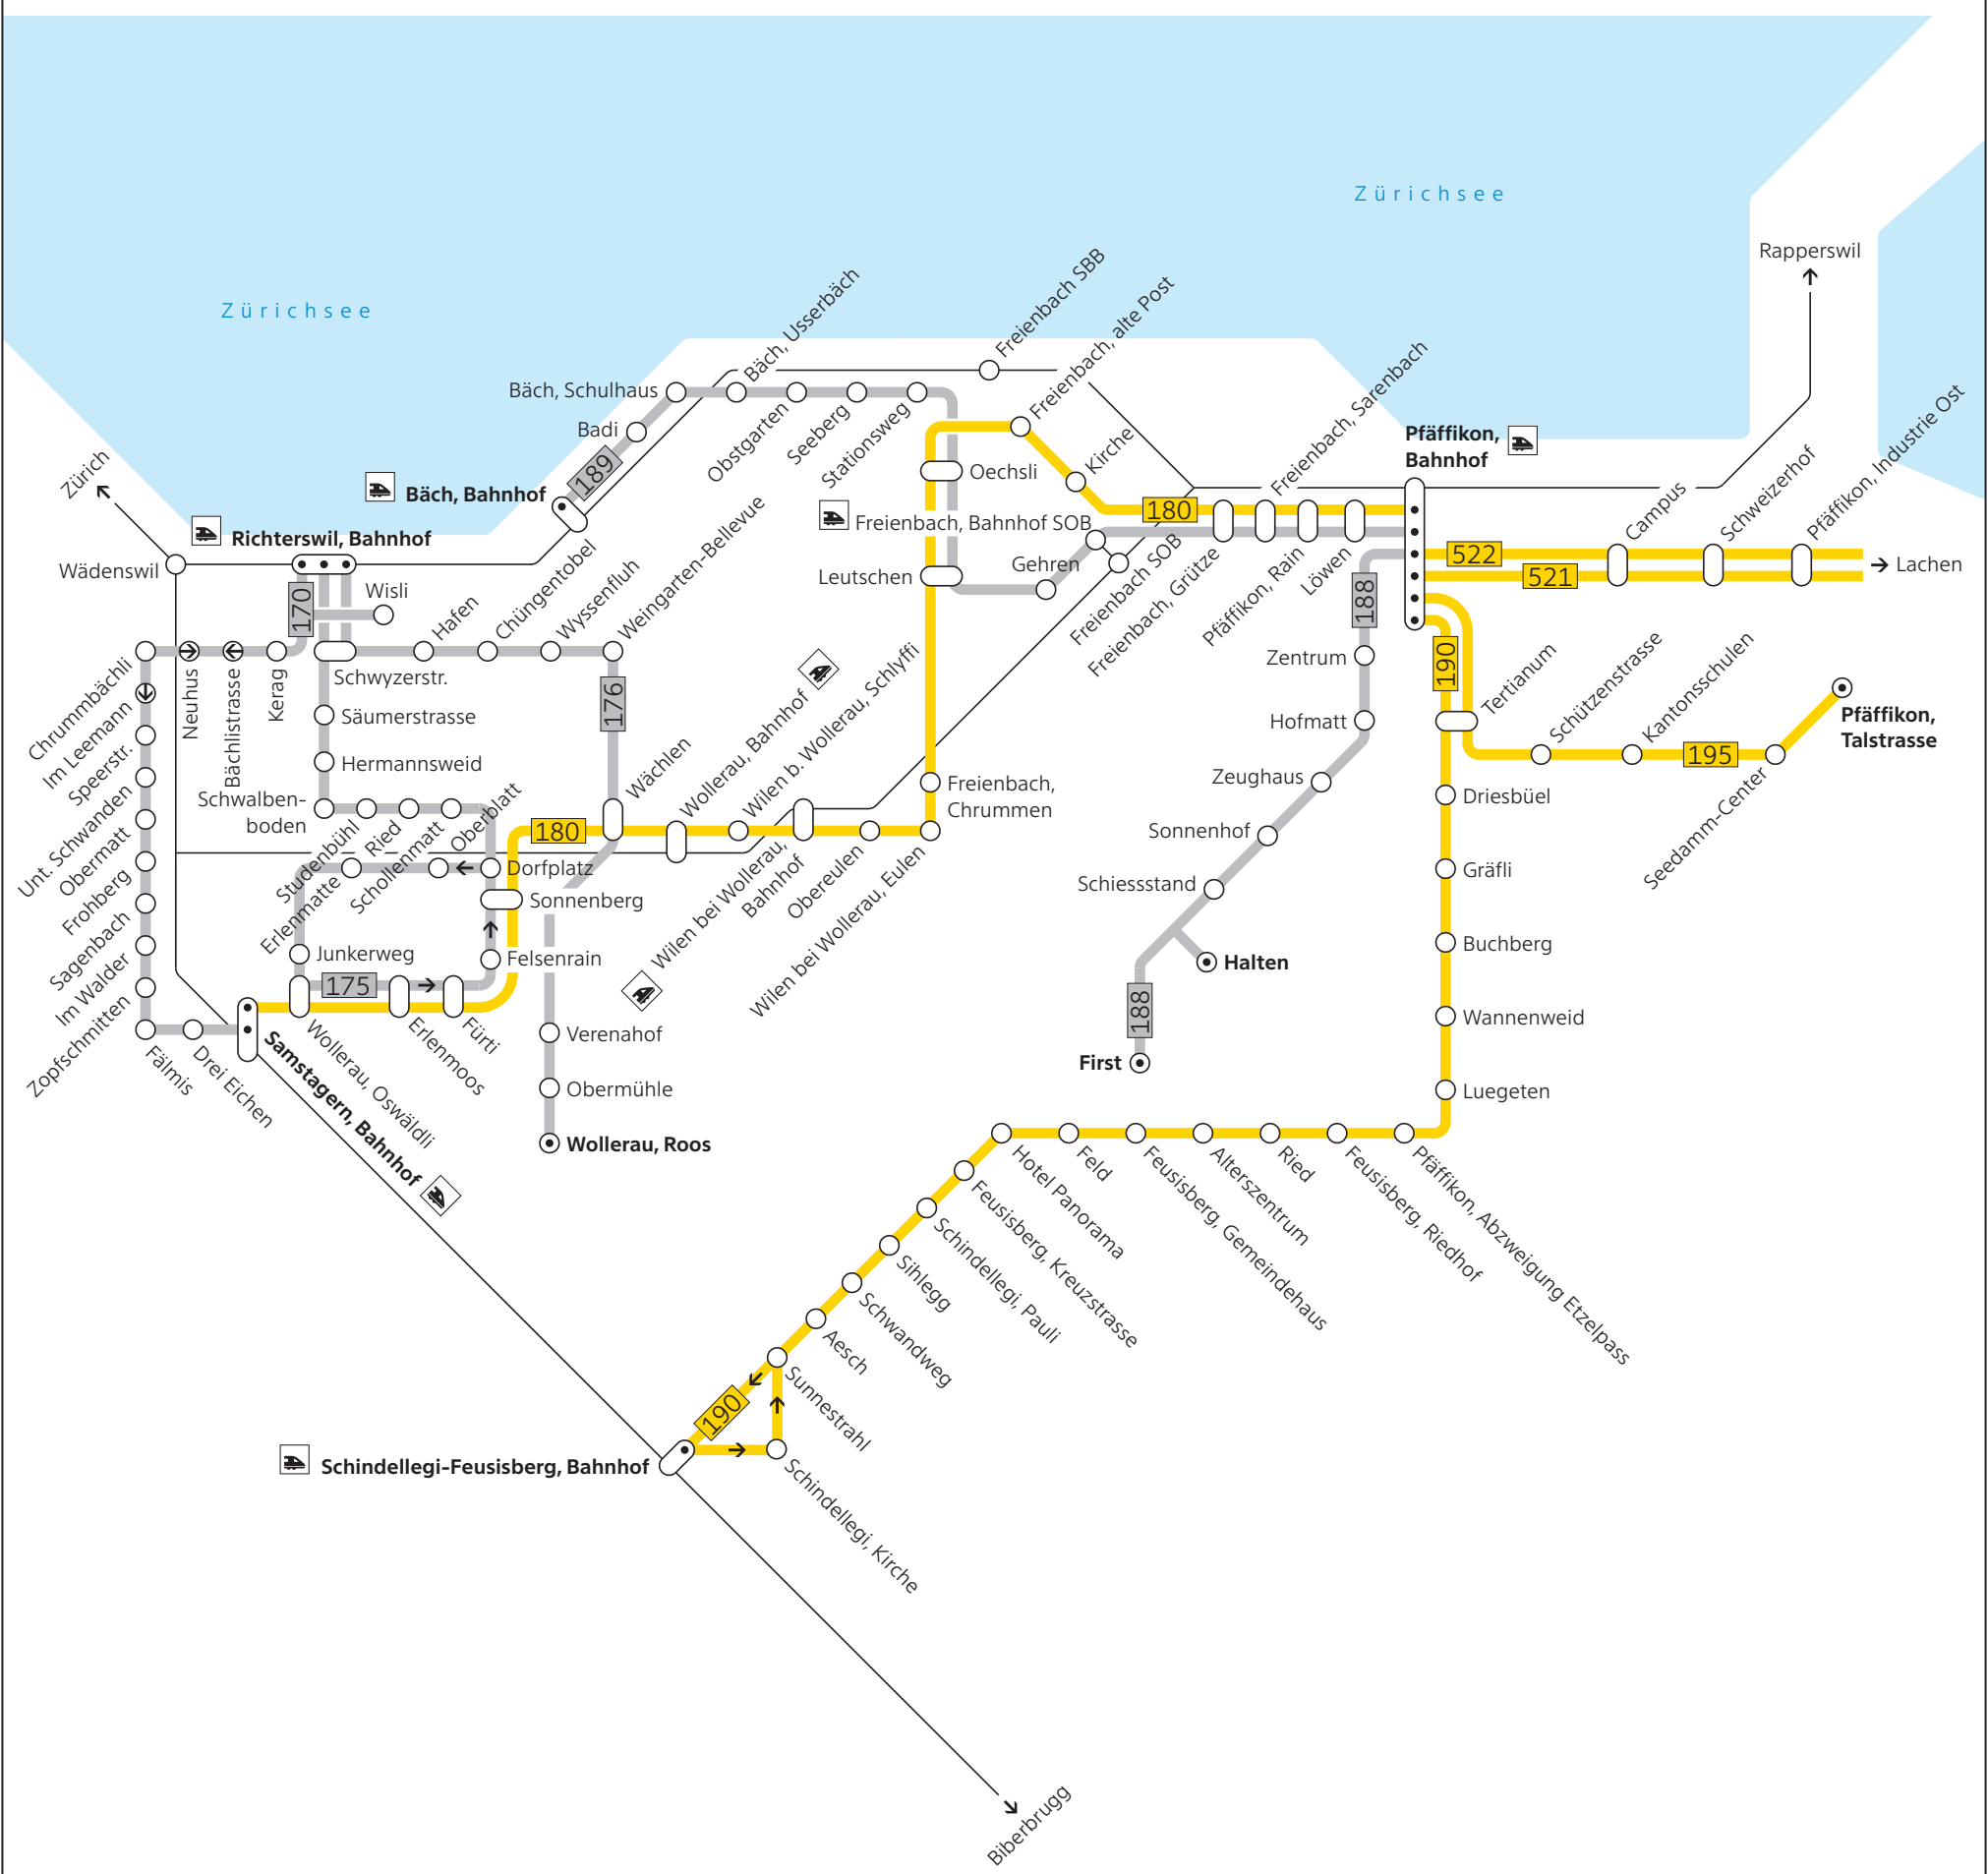 Zürichsee
Rapperswil
Zürichsee
Freienbach SBB
Bäch, Usserbäch
Freienbach, alte Post
Bäch, Schulhaus
Badi
Obstgarten
Seeberg
Stationsweg
Oechsli
Kirche
Freienbach, Sarenbach
Pfäffikon,
Bahnhof
Campus
Schweizerhof
Pfäffikon, Industrie Ost
Zürich
189
Bäch, Bahnhof
Richterswil, Bahnhof
Wädenswil
180
Freienbach, Bahnhof SOB
Gehren
Leutschen
Freienbach SOB
Freienbach, Grütze
Pfäffikon, Rain
Löwen
522
521
Lachen
188
170
Wisli
Hafen
Chüngentobel
Wyssenfluh
Weingarten-Bellevue
Schwyzerstr.
Chrummbächli
Neuhus
Bächlistrasse
Kerag
Im Leemann
Speerstr.
Unt. Schwanden
Obermatt
Frohberg
Sagenbach
Im Walder
Zopfschmitten
Fälmis
Drei Eichen
Säumerstrasse
Hermannsweid
Schwalben-
boden
Studenbühl
Ried
Schollenmatt
Oberblatt
176
Wächlen
Wollerau, Bahnhof
Wilen b. Wollerau, Schlyffi
Zentrum
Hofmatt
Zeughaus
Sonnenhof
Schiessstand
Halten
188
First
190
Tertianum
Schützenstrasse
Kantonsschulen
195
Seedamm-Center
Pfäffikon,
Talstrasse
Freienbach,
Chrummen
180
Dorfplatz
Sonnenberg
Erlenmatte
Junkerweg
Felsenrain
175
Wilen bei Wollerau,
Bahnhof
Obereulen
Wilen bei Wollerau, Eulen
Driesbüel
Gräfli
Buchberg
Wannenweid
Luegeten
Samstagern, Bahnhof
Wollerau, Oswäldli
Erlenmoos
Fürti
Verenahof
Obermühle
Wollerau, Roos
Hotel Panorama
Feld
Feusisberg, Gemeindehaus
Alterszentrum
Ried
Feusisberg, Riedhof
Pfäffikon, Abzweigung Etzelpass
Feusisberg, Kreuzstrasse
Schindellegi, Pauli
Sihlegg
Schwandweg
Aesch
Sunnestrahl
190
Schindellegi-Feusisberg, Bahnhof
Schindellegi, Kirche
Biberbrugg